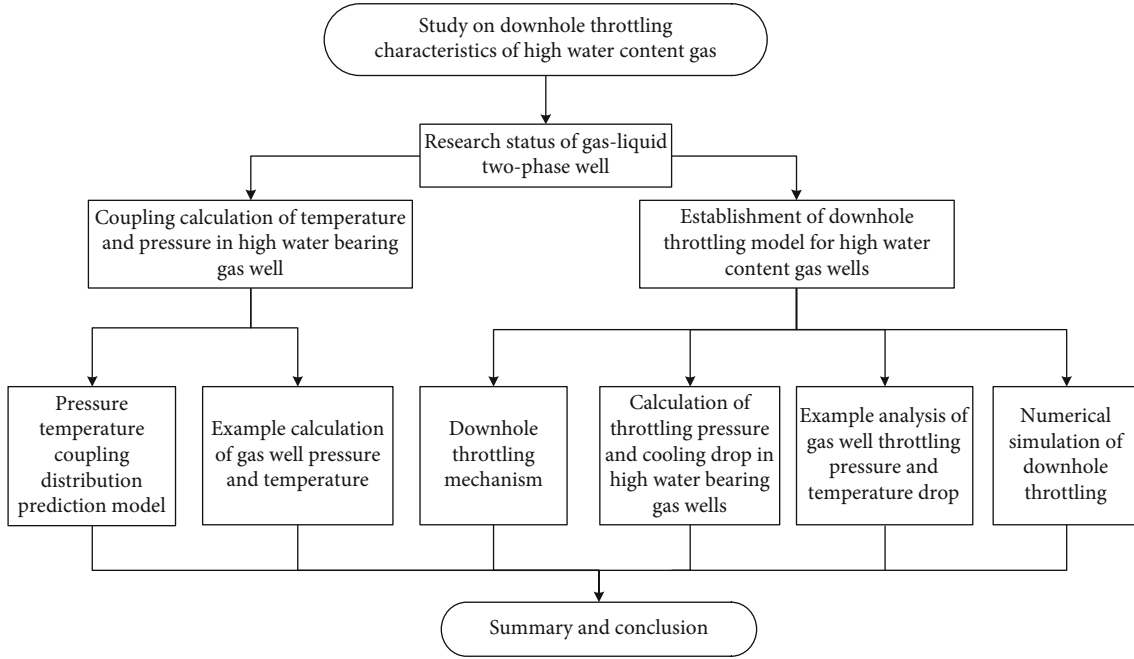 Study on downhole throttling
characteristics of high water content gas
Research status of gas-liquid
two-phase well
Coupling calculation of temperature
and pressure in high water bearing
gas well
Establishment of downhole
throttling model for high water
content gas wells
Pressure
temperature
coupling
distribution
prediction model
Example calculation
of gas well pressure
and temperature
Downhole
throttling
mechanism
Calculation of
throttling pressure
and cooling drop in
high water bearing
gas wells
Example analysis of
gas well throttling
pressure and
temperature drop
Numerical
simulation of
downhole
throttling
Summary and conclusion